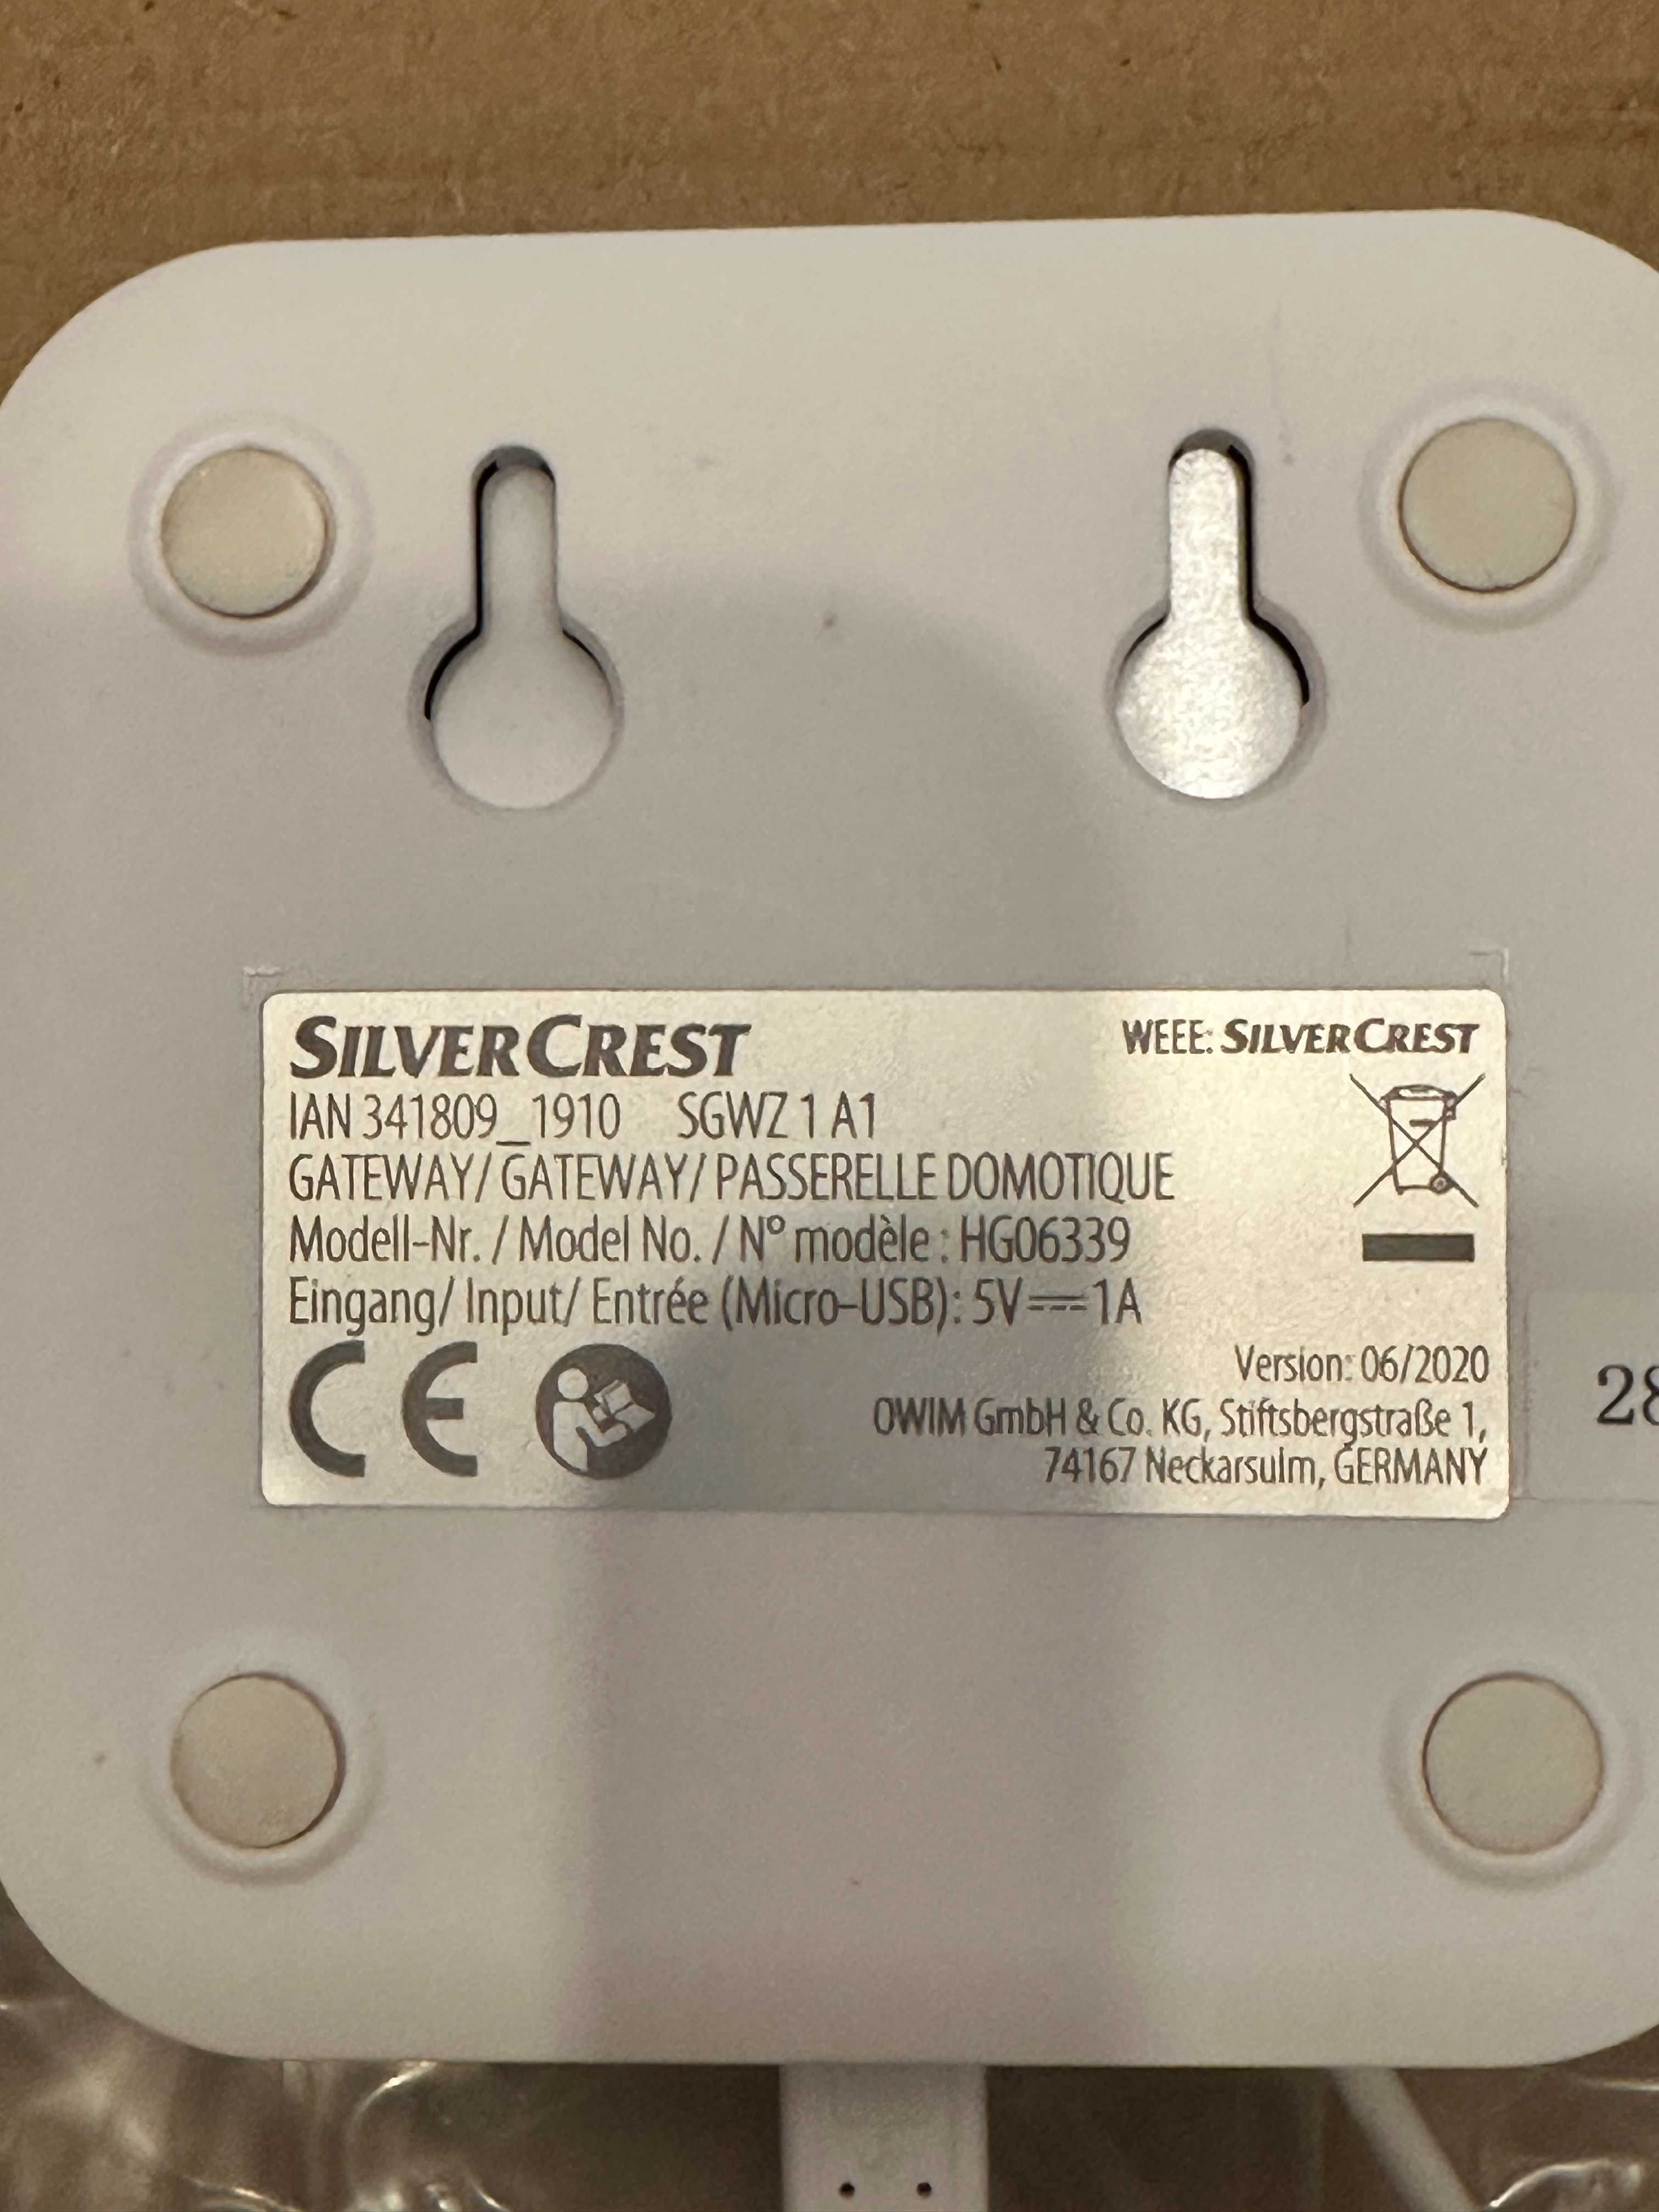 SILVERCREST
WEEE: SILVERCREST
IAN 341809_1910 SGWZ 1 A1
GATEWAY/ GATEWAY/ PASSERELLE DOMOTIQUE
Modell-Nr. / Model No. / N° modèle : HG06339
Eingang/ Input/ Entrée (Micro-USB): 5V⎓1A
CE
Version: 06/2020
OWIM GmbH & Co. KG, Stiftsbergstraße 1,
74167 Neckarsulm, GERMANY